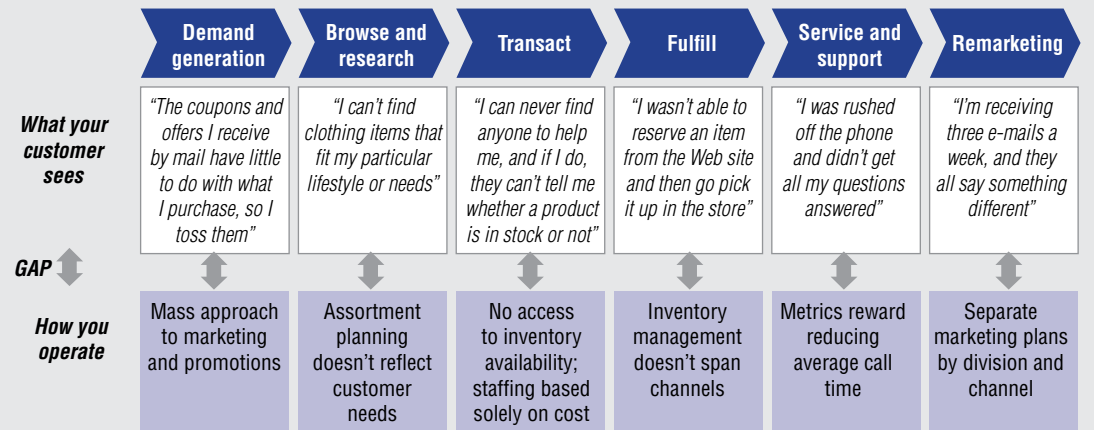 Demand
generation
Browse and
research
Transact
Fulfill
Service and
support
Remarketing
What your
customer
sees
“The coupons and
offers I receive
by mail have little
to do with what
I purchase, so I
toss them”
“I can’t find
clothing items that
fit my particular
lifestyle or needs”
“I can never find
anyone to help
me, and if I do,
they can’t tell me
whether a product
is in stock or not”
“I wasn’t able to
reserve an item
from the Web site
and then go pick
it up in the store”
“I was rushed
off the phone
and didn’t get
all my questions
answered”
“I’m receiving
three e-mails a
week, and they
all say something
different”
GAP
How you
operate
Mass approach
to marketing
and promotions
Assortment
planning
doesn’t reflect
customer
needs
No access
to inventory
availability;
staffing based
solely on cost
Inventory
management
doesn’t span
channels
Metrics reward
reducing
average call
time
Separate
marketing plans
by division and
channel